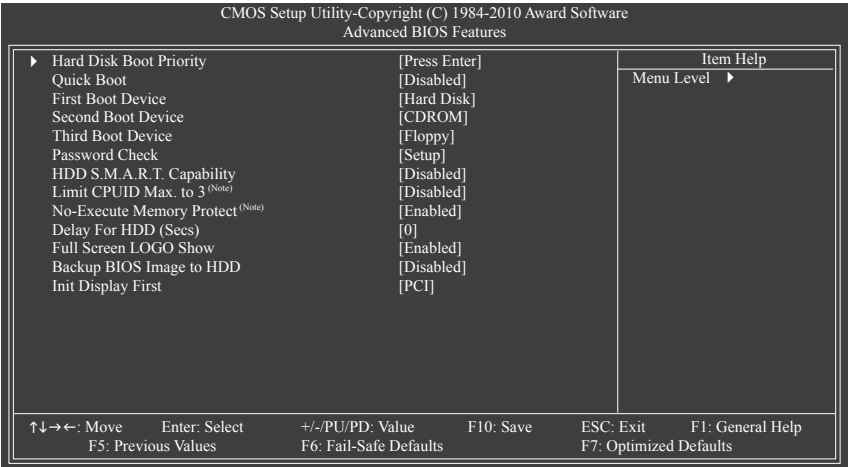 CMOS Setup Utility-Copyright (C) 1984-2010 Award Software
Advanced BIOS Features
Hard Disk Boot Priority [Press Enter]
Quick Boot [Disabled]
First Boot Device [Hard Disk]
Second Boot Device [CDROM]
Third Boot Device [Floppy]
Password Check [Setup]
HDD S.M.A.R.T. Capability [Disabled]
Limit CPUID Max. to 3 (Note) [Disabled]
No-Execute Memory Protect (Note) [Enabled]
Delay For HDD (Secs) [0]
Full Screen LOGO Show [Enabled]
Backup BIOS Image to HDD [Disabled]
Init Display First [PCI]
Item Help
Menu Level
↑↓→←: Move Enter: Select +/-/PU/PD: Value F10: Save ESC: Exit F1: General Help
F5: Previous Values F6: Fail-Safe Defaults F7: Optimized Defaults